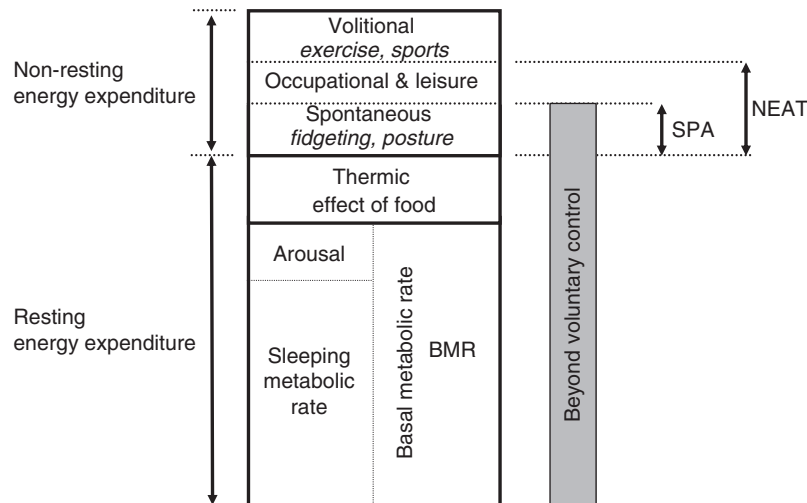 Non-resting
energy expenditure
Volitional
exercise, sports
Occupational & leisure
Spontaneous
fidgeting, posture
SPA
NEAT
Resting
energy expenditure
Thermic
effect of food
Arousal
Sleeping
metabolic
rate
Basal metabolic rate
BMR
Beyond voluntary control